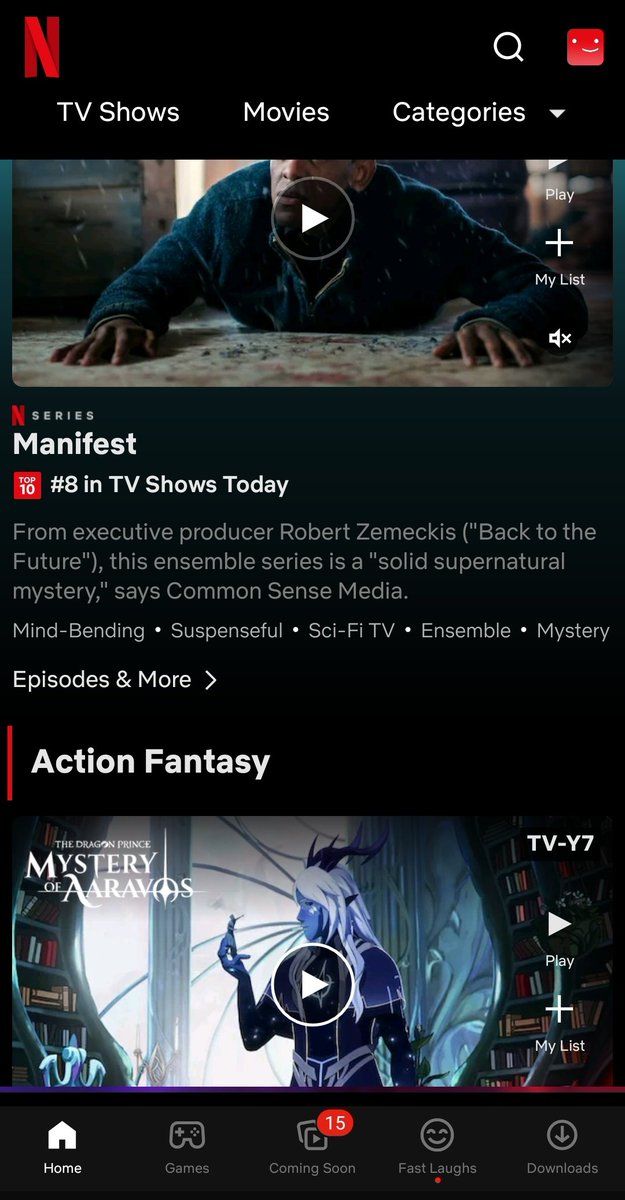 N
TV Shows Movies Categories
Play
My List
N SERIES
Manifest
TOP 10 #8 in TV Shows Today
From executive producer Robert Zemeckis ("Back to the
Future"), this ensemble series is a "solid supernatural
mystery," says Common Sense Media.
Mind-Bending • Suspenseful • Sci-Fi TV • Ensemble • Mystery
Episodes & More
Action Fantasy
THE DRAGON PRINCE
MYSTERY
OF AARAVOS
TV-Y7
Play
My List
15
Home Games Coming Soon Fast Laughs Downloads